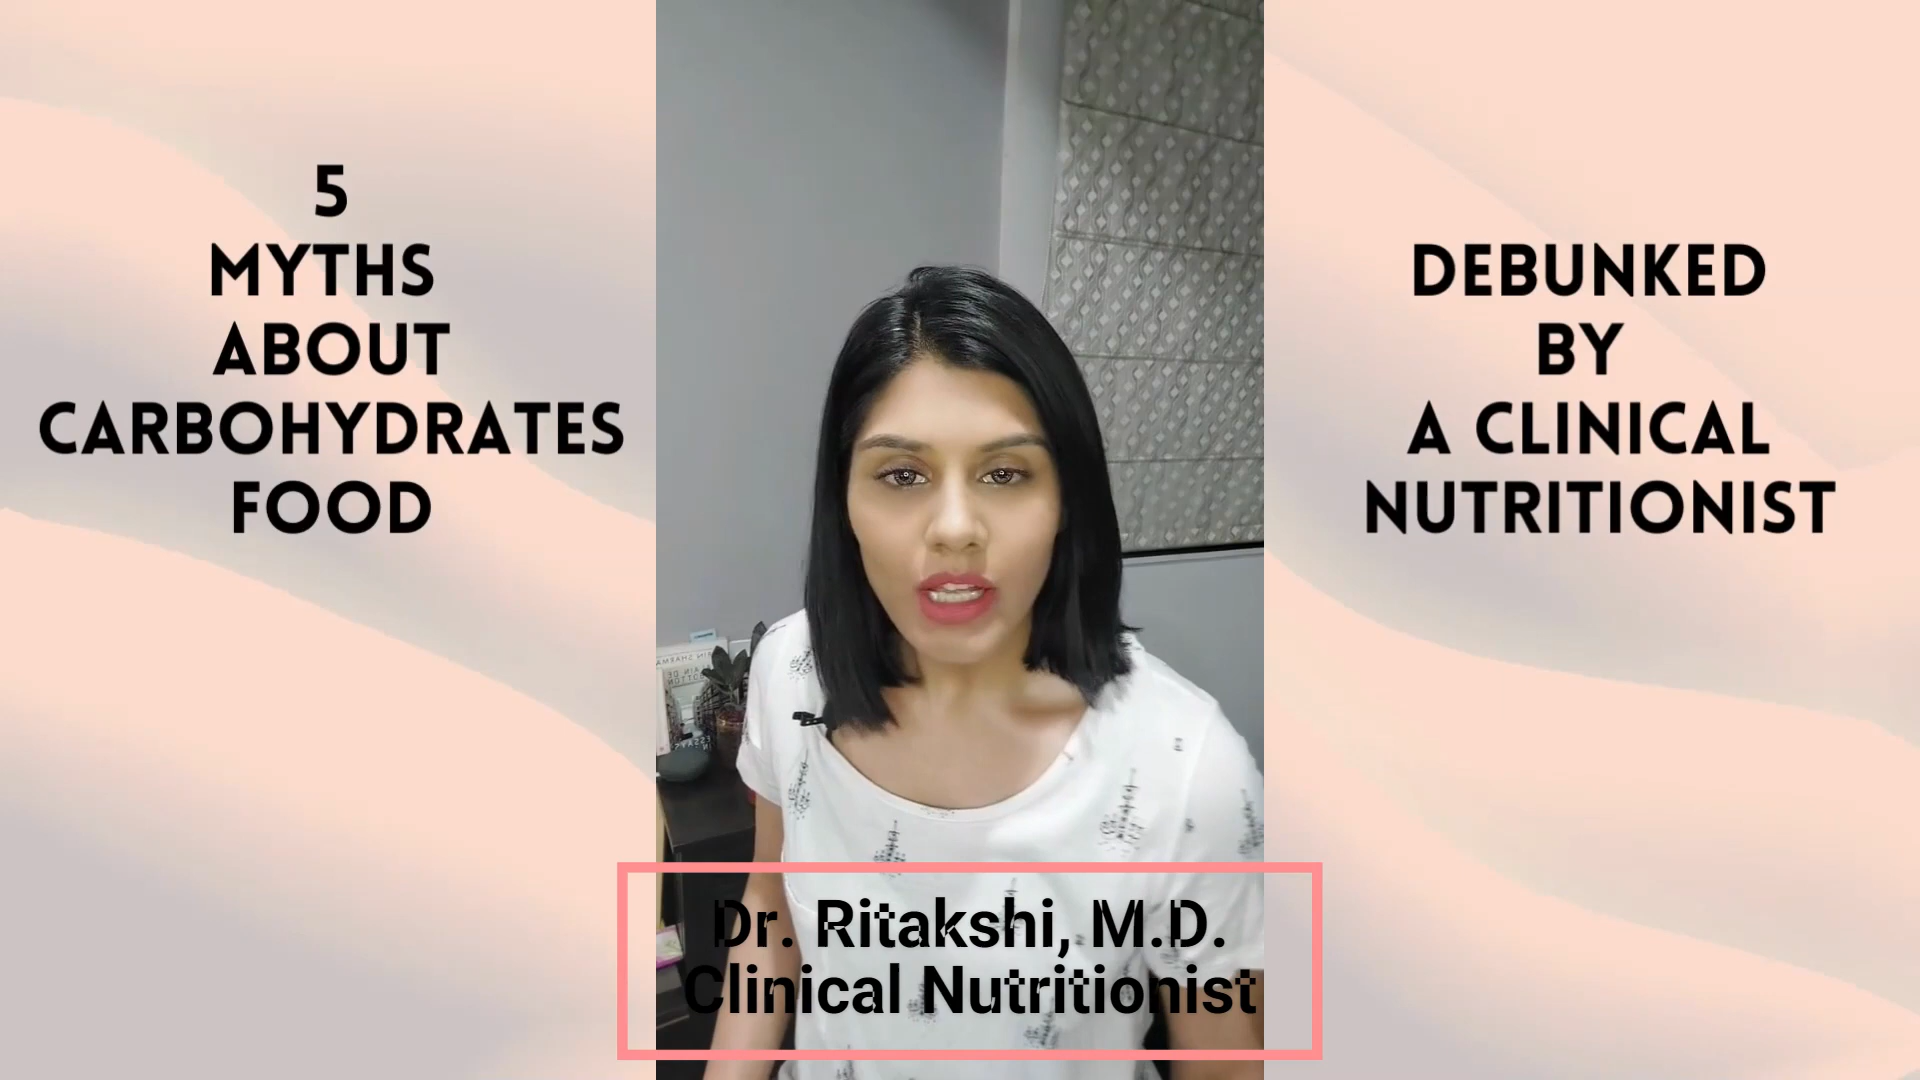 5
MYTHS
ABOUT
CARBOHYDRATES
FOOD
DEBUNKED
BY
A CLINICAL
NUTRITIONIST
Dr. Ritakshi, M.D.
Clinical Nutritionist